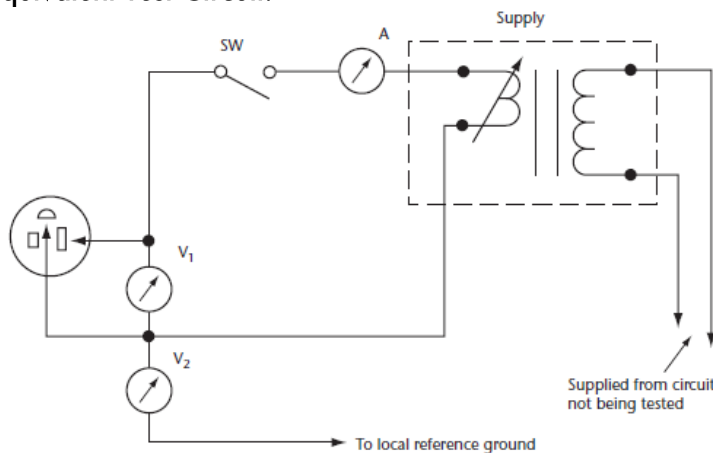 Supply
SW
A
V1
V2
Supplied from circuit
not being tested
To local reference ground